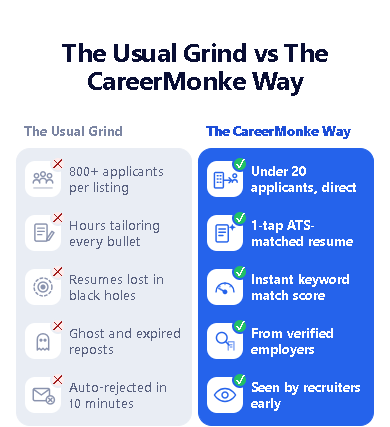 The Usual Grind vs The
CareerMonke Way
The Usual Grind
800+ applicants
per listing
Hours tailoring
every bullet
Resumes lost in
black holes
Ghost and expired
reposts
Auto-rejected in
10 minutes
The CareerMonke Way
Under 20
applicants, direct
1-tap ATS-
matched resume
Instant keyword
match score
From verified
employers
Seen by recruiters
early